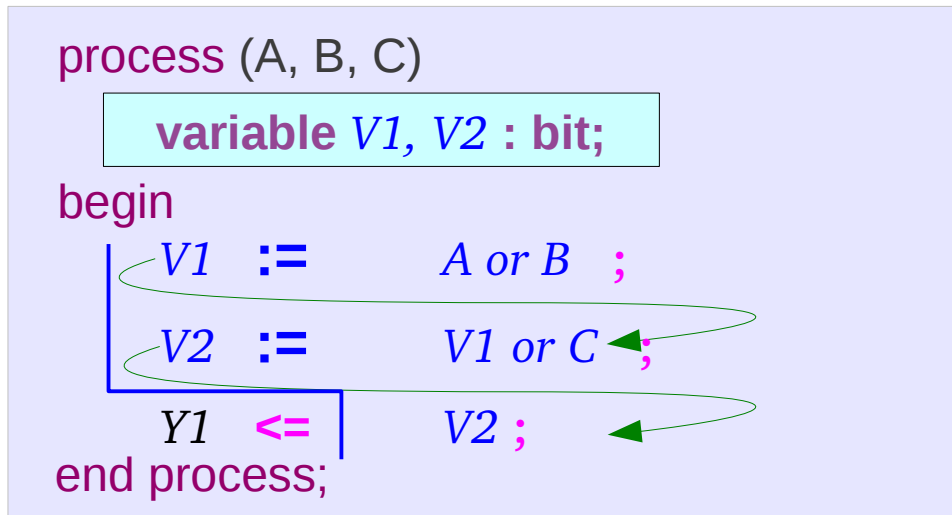 process (A, B, C)
variable V1, V2 : bit;
begin
V1 := A or B ;
V2 := V1 or C ;
Y1 <= V2 ;
end process;